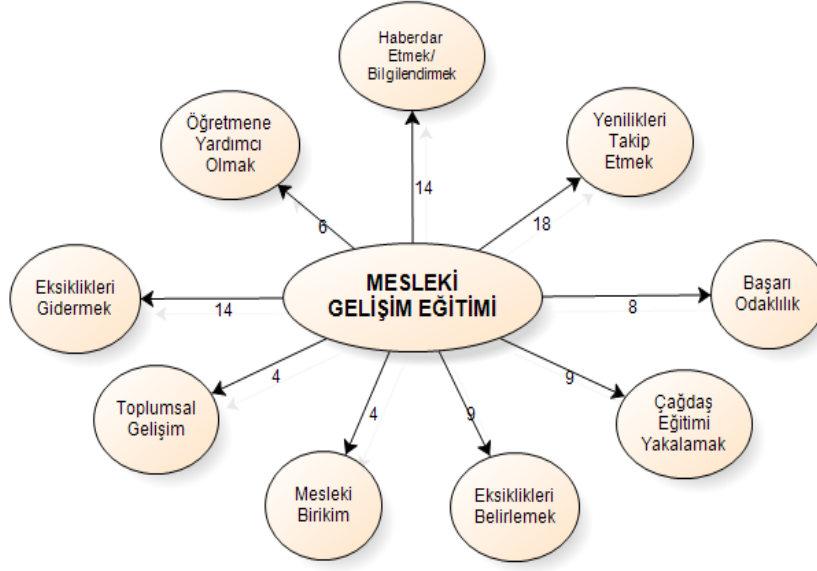 Haberdar
Etmek/
Bilgilendirmek
Öğretmene
Yardımcı
Olmak
Yenilikleri
Takip
Etmek
14
6
18
Eksiklikleri
Gidermek
14
MESLEKİ
GELİŞİM EĞİTİMİ
8
Başarı
Odaklılık
4
4
9
9
Toplumsal
Gelişim
Çağdaş
Eğitimi
Yakalamak
Mesleki
Birikim
Eksiklikleri
Belirlemek